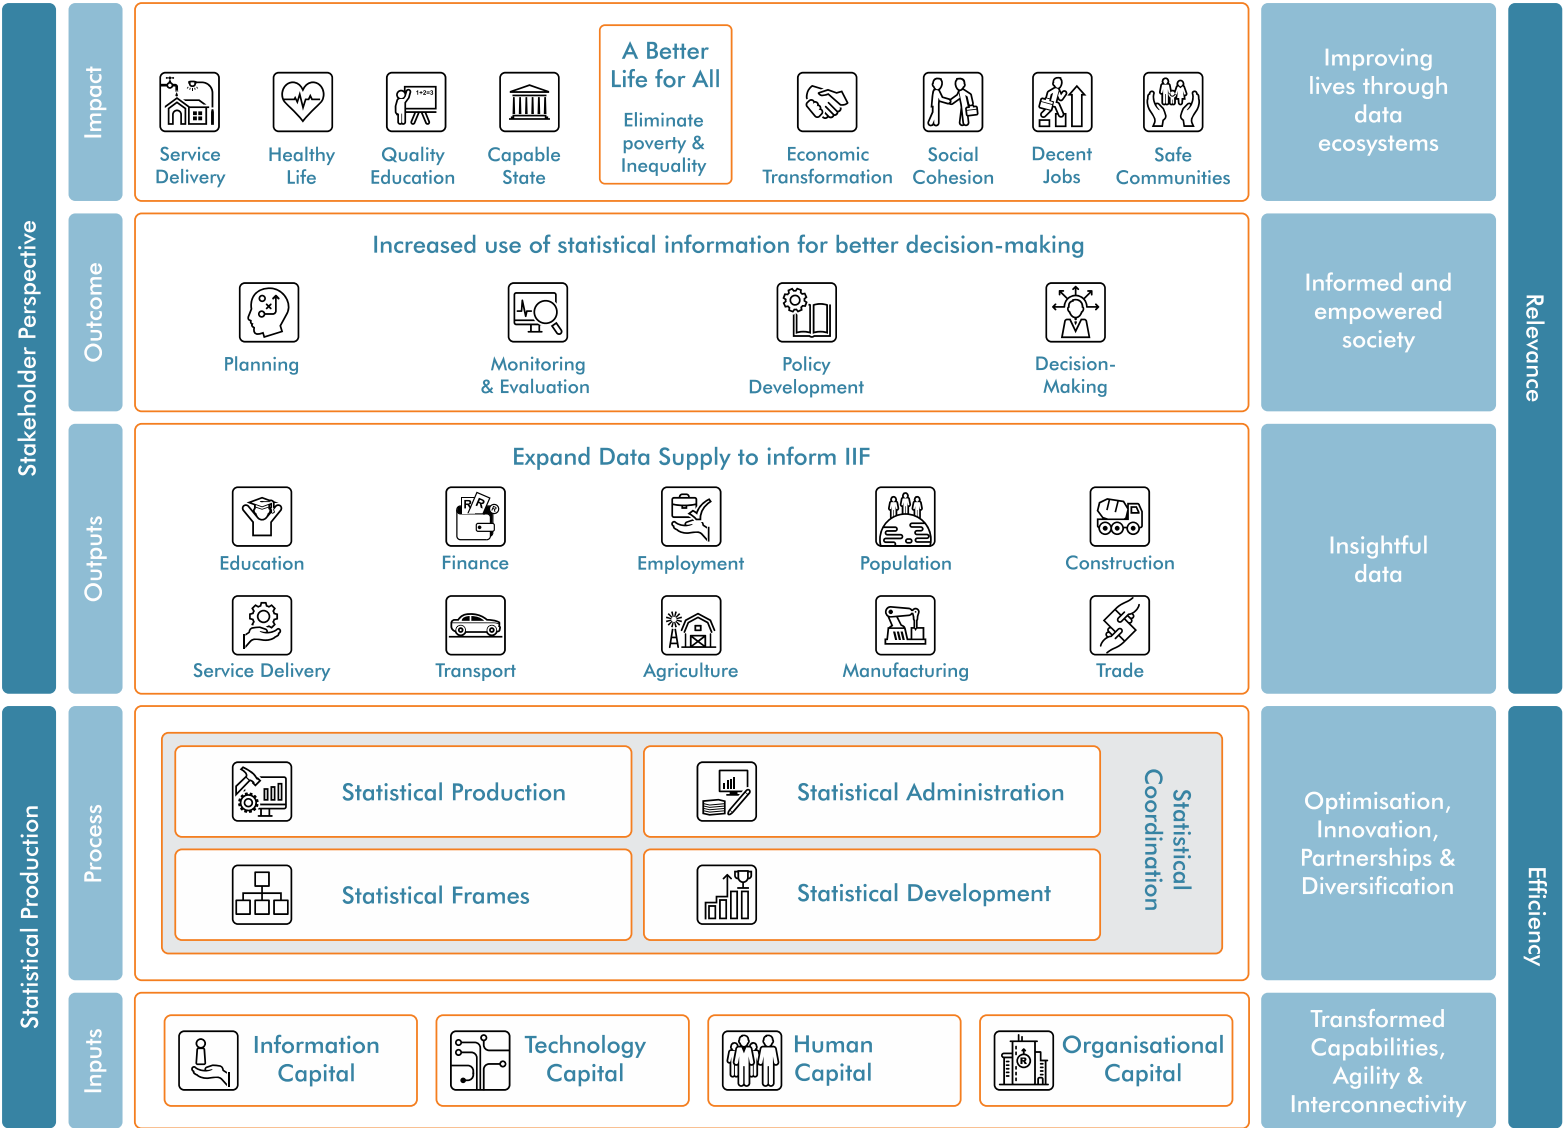 Stakeholder Perspective
Impact
Service
Delivery
Healthy
Life
1+2=3
Quality
Education
Capable
State
A Better
Life for All
Eliminate
poverty &
Inequality
Economic
Transformation
Social
Cohesion
Decent
Jobs
Safe
Communities
Improving
lives through
data
ecosystems
Relevance
Outcome
Increased use of statistical information for better decision-making
Planning
Monitoring
& Evaluation
Policy
Development
Decision-
Making
Informed and
empowered
society
Outputs
Expand Data Supply to inform IIF
Education
R R R
Finance
Employment
Population
Construction
Service Delivery
Transport
Agriculture
Manufacturing
Trade
Insightful
data
Statistical Production
Process
Statistical Production
Statistical Administration
Statistical Frames
Statistical Development
Statistical
Coordination
Optimisation,
Innovation,
Partnerships &
Diversification
Efficiency
Inputs
Information
Capital
Technology
Capital
Human
Capital
R
Organisational
Capital
Transformed
Capabilities,
Agility &
Interconnectivity